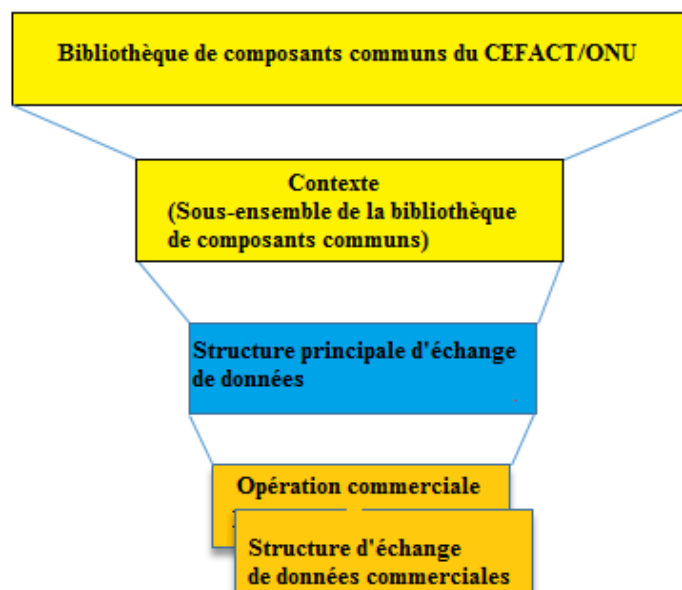 Bibliothèque de composants communs du CEFACT/ONU
Contexte
(Sous-ensemble de la bibliothèque
de composants communs)
Structure principale d'échange
de données
Opération commerciale
Structure d'échange
de données commerciales